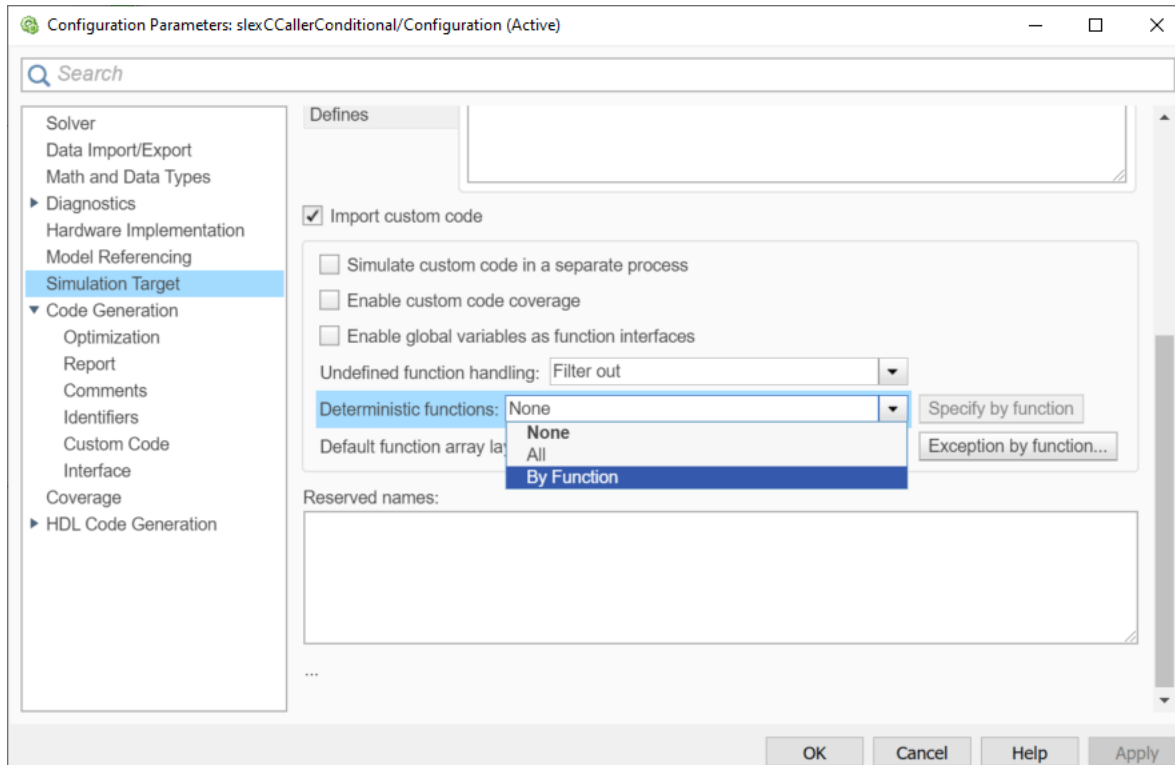 Configuration Parameters: slexCCallerConditional/Configuration (Active)
Search
Solver
Data Import/Export
Math and Data Types
Diagnostics
Hardware Implementation
Model Referencing
Simulation Target
Code Generation
Optimization
Report
Comments
Identifiers
Custom Code
Interface
Coverage
HDL Code Generation
Defines
Import custom code
Simulate custom code in a separate process
Enable custom code coverage
Enable global variables as function interfaces
Undefined function handling: Filter out
Deterministic functions: None Specify by function
None
All
By Function
Default function array la Exception by function...
Reserved names:
...
OK Cancel Help Apply